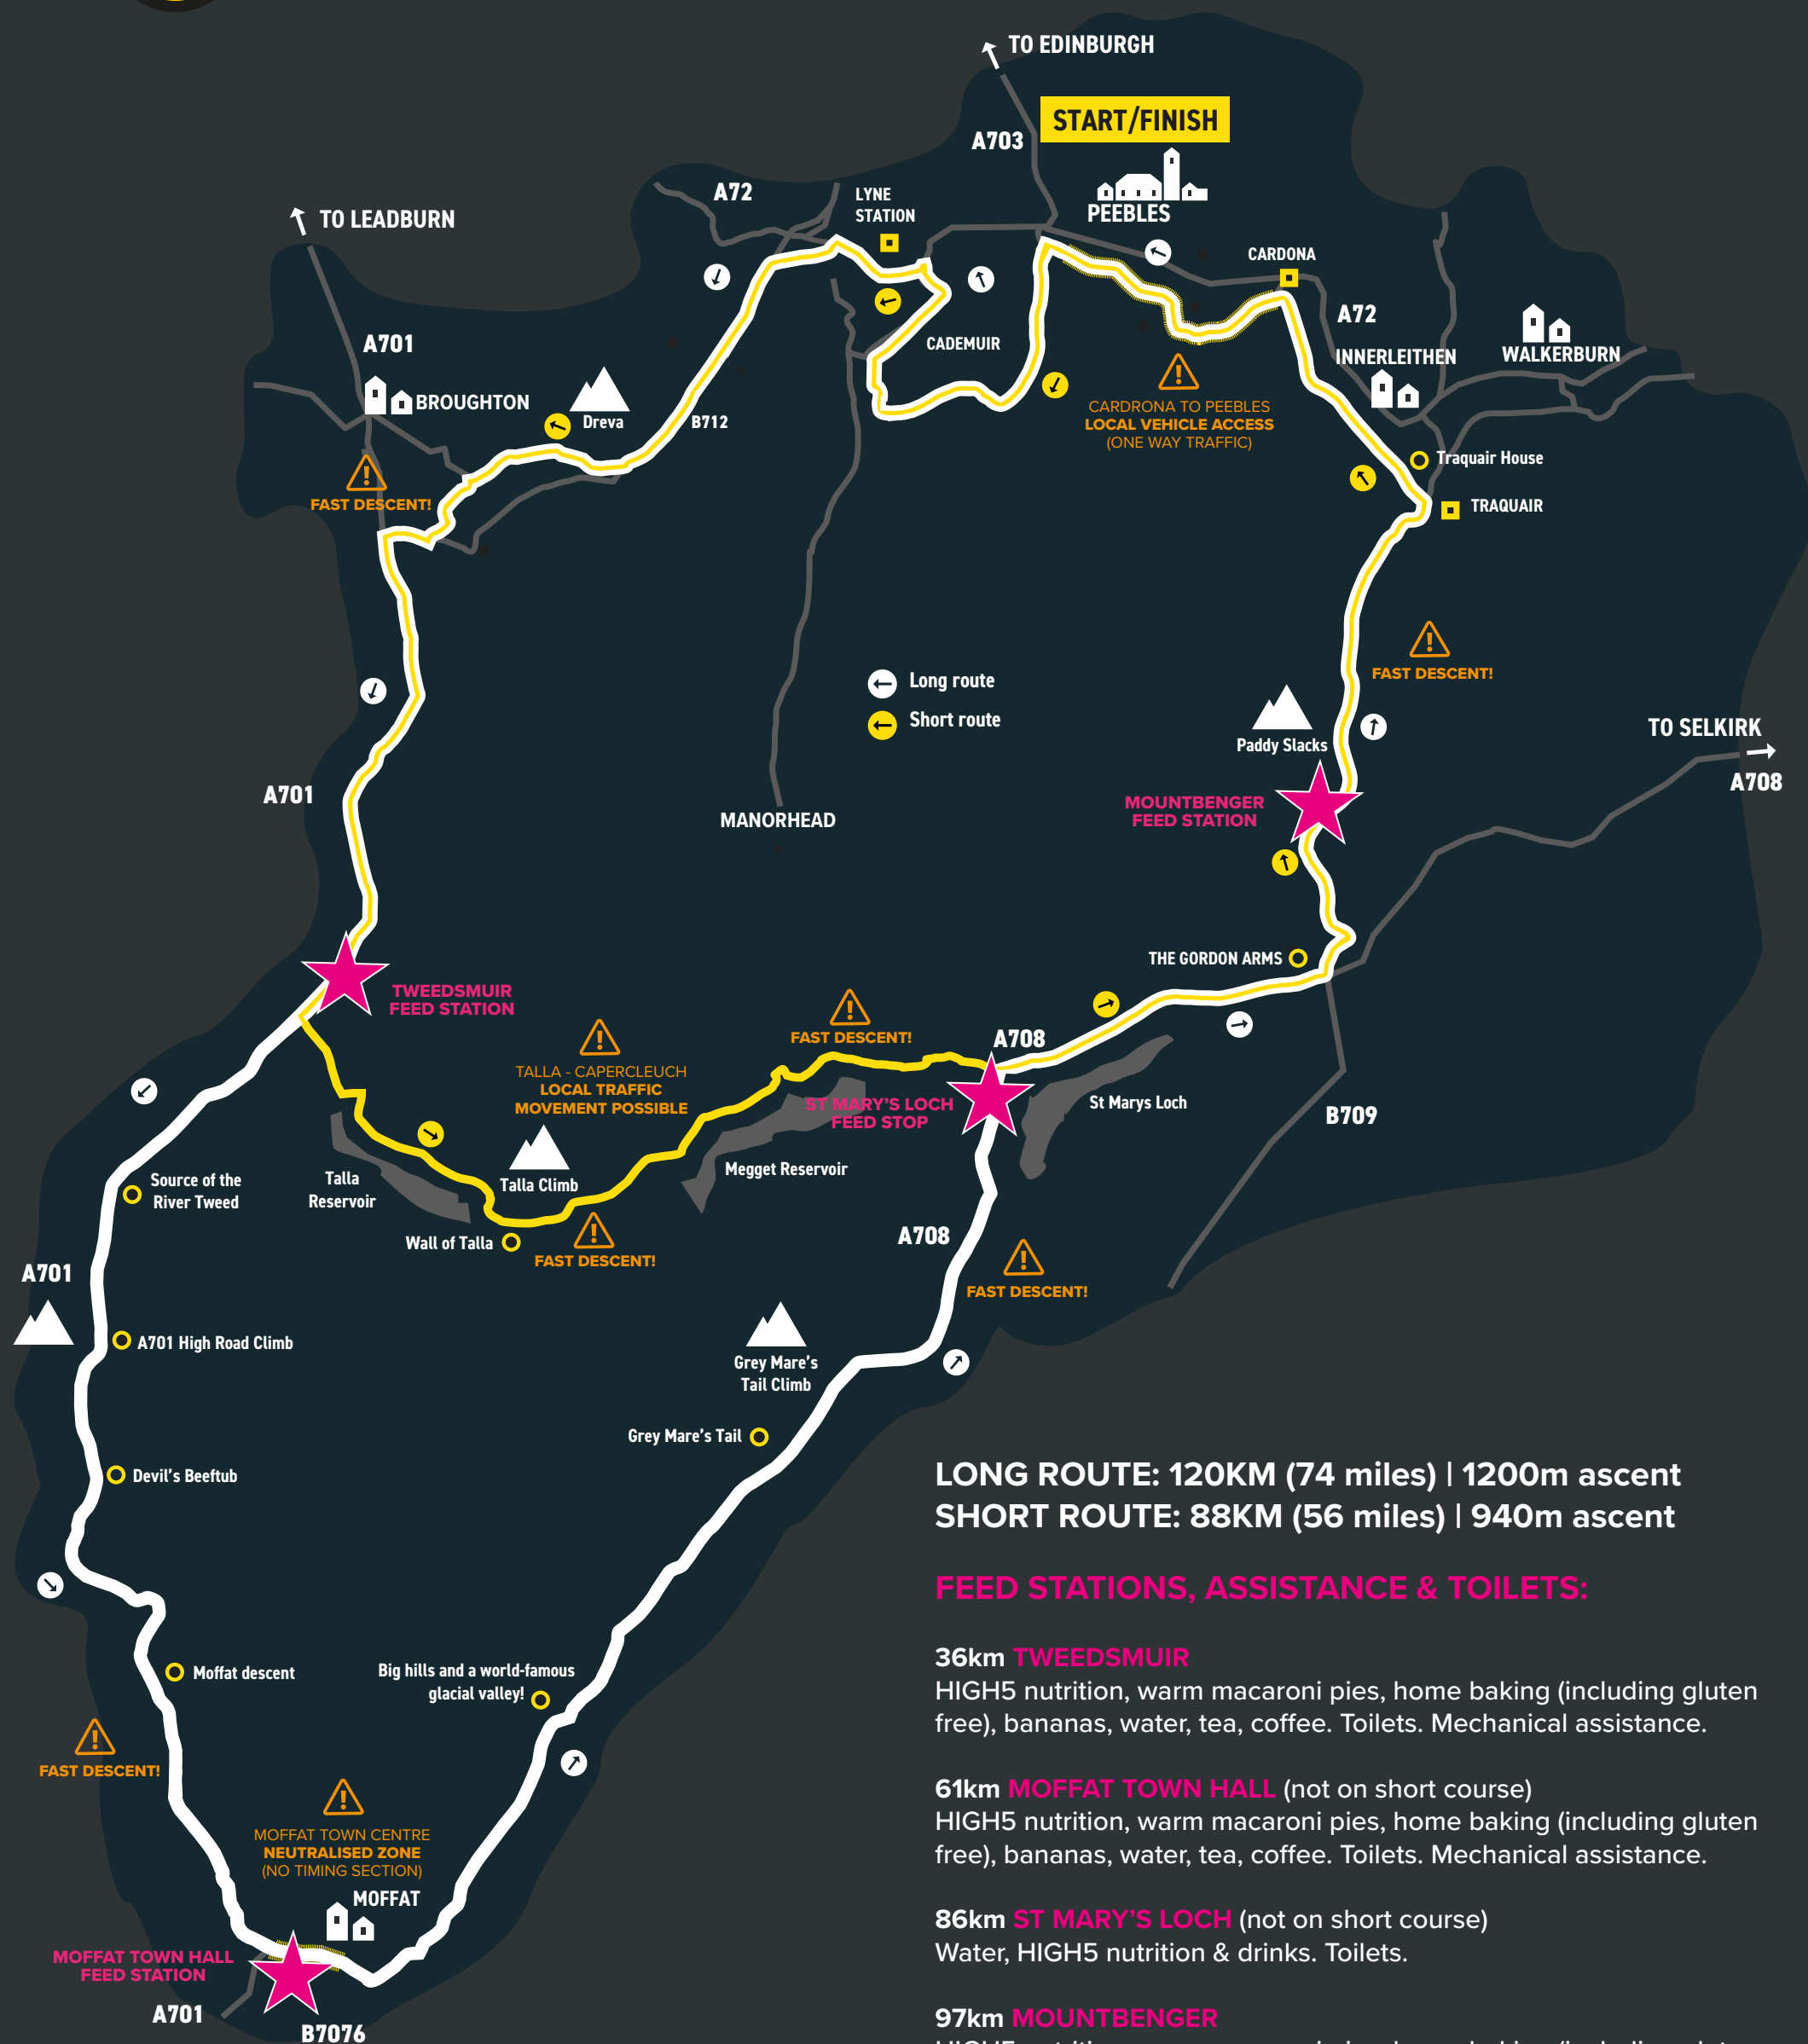 TO EDINBURGH
START/FINISH
A703
A72
LYNE
STATION
PEEBLES
TO LEADBURN
CARDONA
A72
A701
CADEMUIR
INNERLEITHEN
WALKERBURN
BROUGHTON
Dreva
B712
CARDRONA TO PEEBLES
LOCAL VEHICLE ACCESS
(ONE WAY TRAFFIC)
Traquair House
FAST DESCENT!
TRAQUAIR
Long route
FAST DESCENT!
Short route
TO SELKIRK
Paddy Slacks
A708
A701
MOUNTBENGER
FEED STATION
MANORHEAD
THE GORDON ARMS
TWEEDSMUIR
FEED STATION
FAST DESCENT!
A708
TALLA - CAPERCLEUCH
LOCAL TRAFFIC
MOVEMENT POSSIBLE
ST MARY'S LOCH
FEED STOP
St Marys Loch
B709
Source of the
River Tweed
Talla
Reservoir
Talla Climb
Megget Reservoir
Wall of Talla
FAST DESCENT!
A708
A701
FAST DESCENT!
A701 High Road Climb
Grey Mare's
Tail Climb
Grey Mare's Tail
Devil's Beeftub
LONG ROUTE: 120KM (74 miles) | 1200m ascent
SHORT ROUTE: 88KM (56 miles) | 940m ascent
FEED STATIONS, ASSISTANCE & TOILETS:
Moffat descent
Big hills and a world-famous
glacial valley!
36km TWEEDSMUIR
HIGH5 nutrition, warm macaroni pies, home baking (including gluten
free), bananas, water, tea, coffee. Toilets. Mechanical assistance.
FAST DESCENT!
61km MOFFAT TOWN HALL (not on short course)
HIGH5 nutrition, warm macaroni pies, home baking (including gluten
free), bananas, water, tea, coffee. Toilets. Mechanical assistance.
MOFFAT TOWN CENTRE
NEUTRALISED ZONE
(NO TIMING SECTION)
MOFFAT
86km ST MARY'S LOCH (not on short course)
Water, HIGH5 nutrition & drinks. Toilets.
MOFFAT TOWN HALL
FEED STATION
A701
B7076
97km MOUNTBENGER